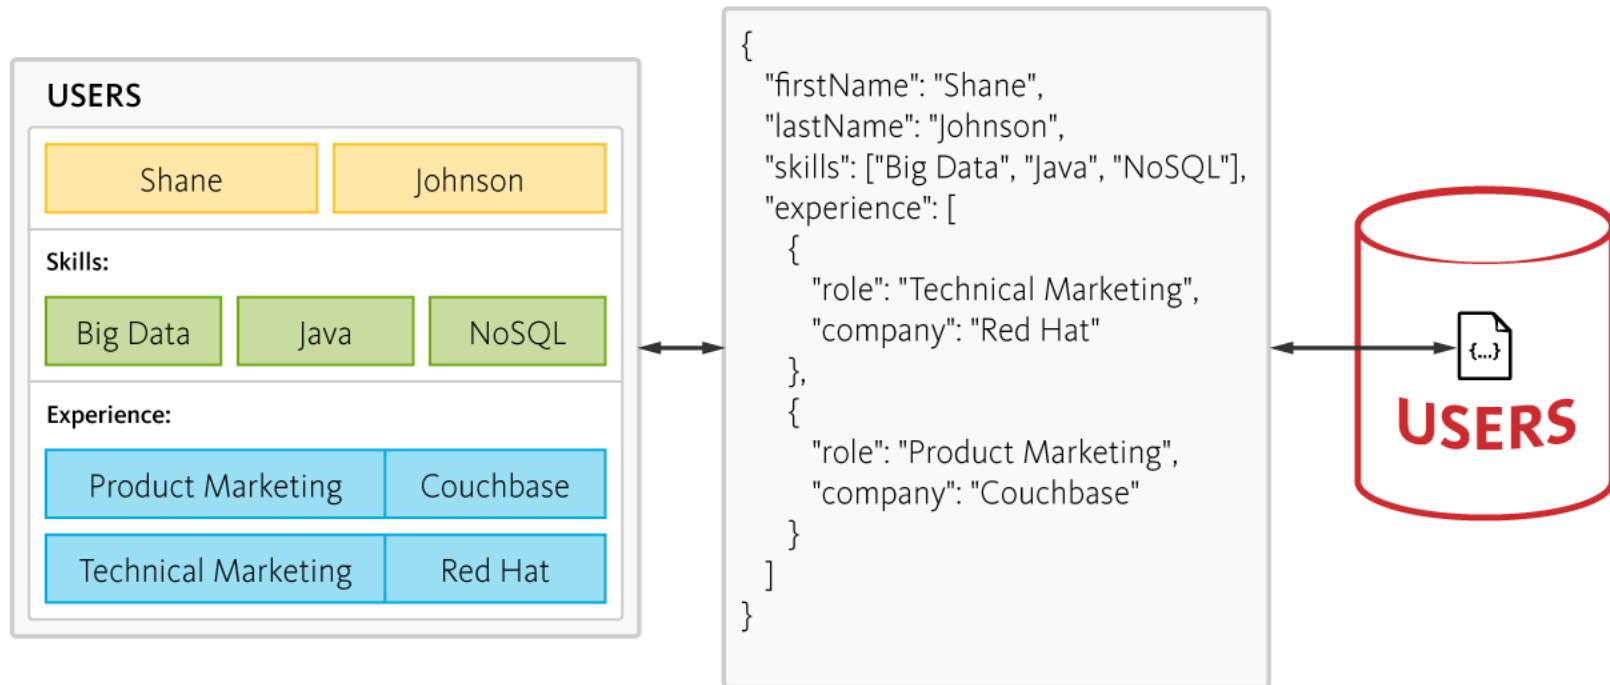 USERS
Shane Johnson
Skills:
Big Data Java NoSQL
Experience:
Product Marketing Couchbase
Technical Marketing Red Hat
{
"firstName": "Shane",
"lastName": "Johnson",
"skills": ["Big Data", "Java", "NoSQL"],
"experience": [
{
"role": "Technical Marketing",
"company": "Red Hat"
},
{
"role": "Product Marketing",
"company": "Couchbase"
}
]
}
{...}
USERS